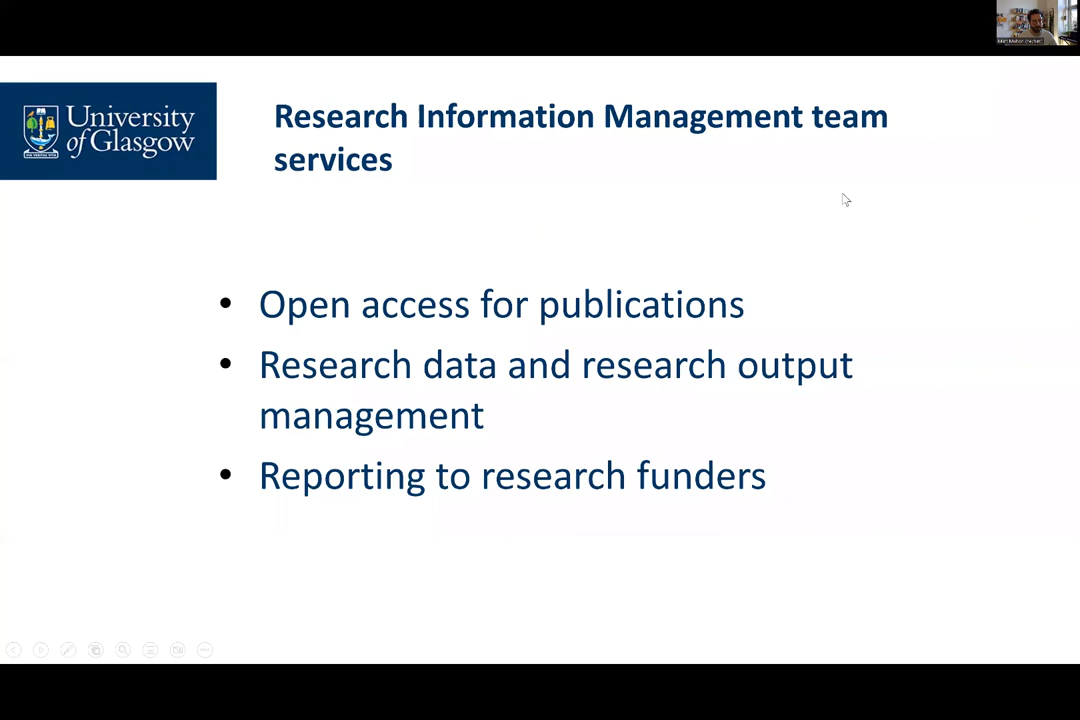 University
of Glasgow
Research Information Management team
services
• Open access for publications
• Research data and research output
management
• Reporting to research funders